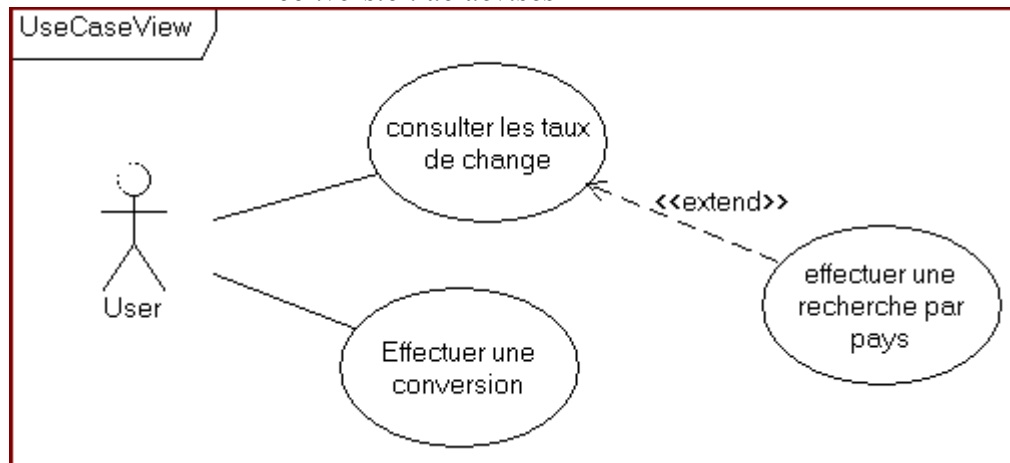 UseCaseView
consulter les taux
de change
<<extend>>
effectuer une
recherche par
pays
User
Effectuer une
conversion